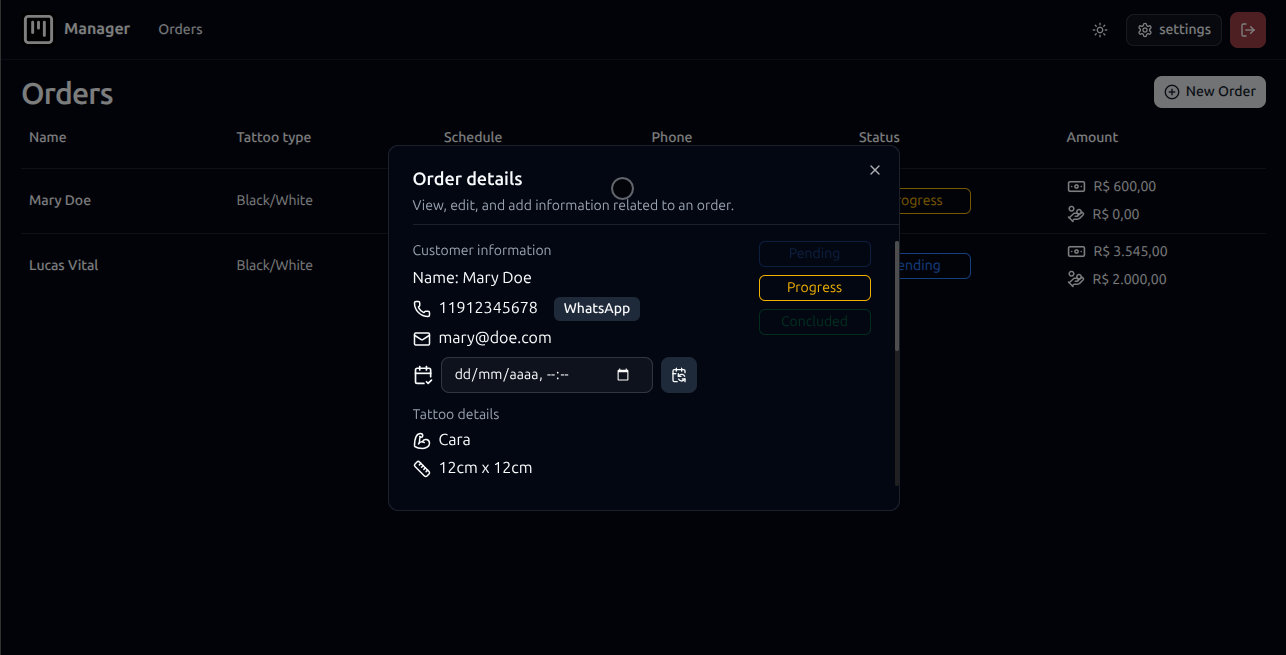 Manager Orders settings
Orders New Order
Name Tattoo type Schedule Phone Status Amount
Mary Doe Black/White rogress R$ 600,00
R$ 0,00
Lucas Vital Black/White ending R$ 3.545,00
R$ 2.000,00
Order details
View, edit, and add information related to an order.
Customer information
Pending
Name: Mary Doe
Progress
11912345678 WhatsApp
Concluded
mary@doe.com
dd/mm/aaaa, --:--
Tattoo details
Cara
12cm x 12cm